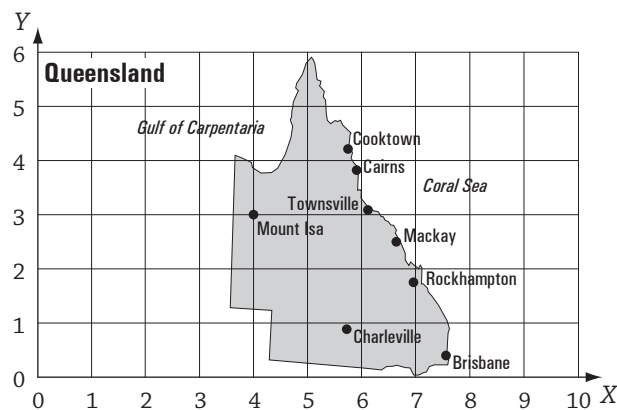 Y
6
Queensland
5
Gulf of Carpentaria
Cooktown
4
Cairns
Coral Sea
Townsville
3
Mount Isa
Mackay
2
Rockhampton
1
Charleville
Brisbane
0
0 1 2 3 4 5 6 7 8 9 10 X